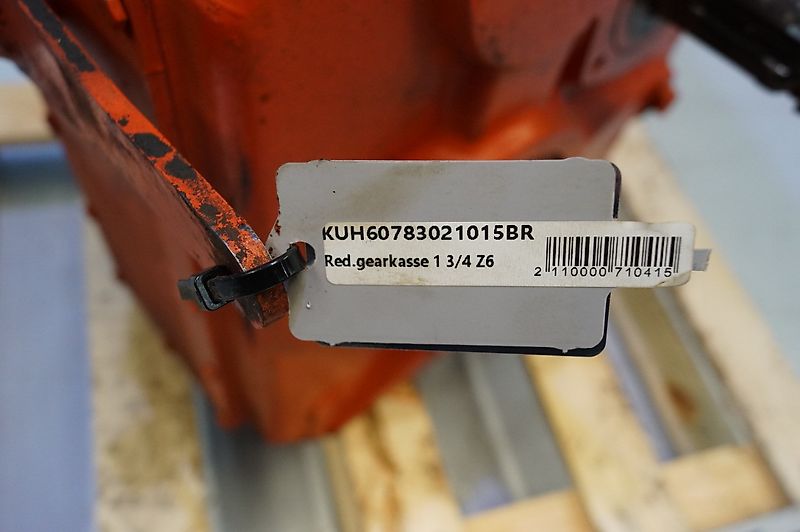 KUH60783021015BR
Red.gearkasse 1 3/4 Z6
2 110000 710415